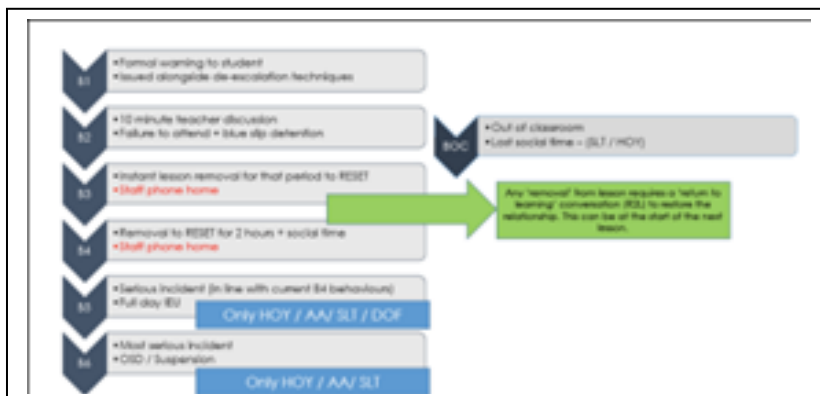 B1
•Formal warning to student
•Issued alongside de-escalation techniques
B2
•10 minute teacher discussion
•Failure to attend = blue slip detention
BOC
•Out of classroom
•Lost social time – (SLT / HOY)
B3
•Instant lesson removal for that period to RESET
•Staff phone home
Any 'removal' from lesson requires a 'return to
learning' conversation (R2L) to restore the
relationship. This can be at the start of the next
lesson.
B4
•Removal to RESET for 2 hours + social time
•Staff phone home
B5
•Serious Incident (in line with current B4 behaviours)
•Full day IEU
Only HOY / AA/ SLT / DOF
B6
•Most serious incident
•OSD / Suspension
Only HOY / AA/ SLT